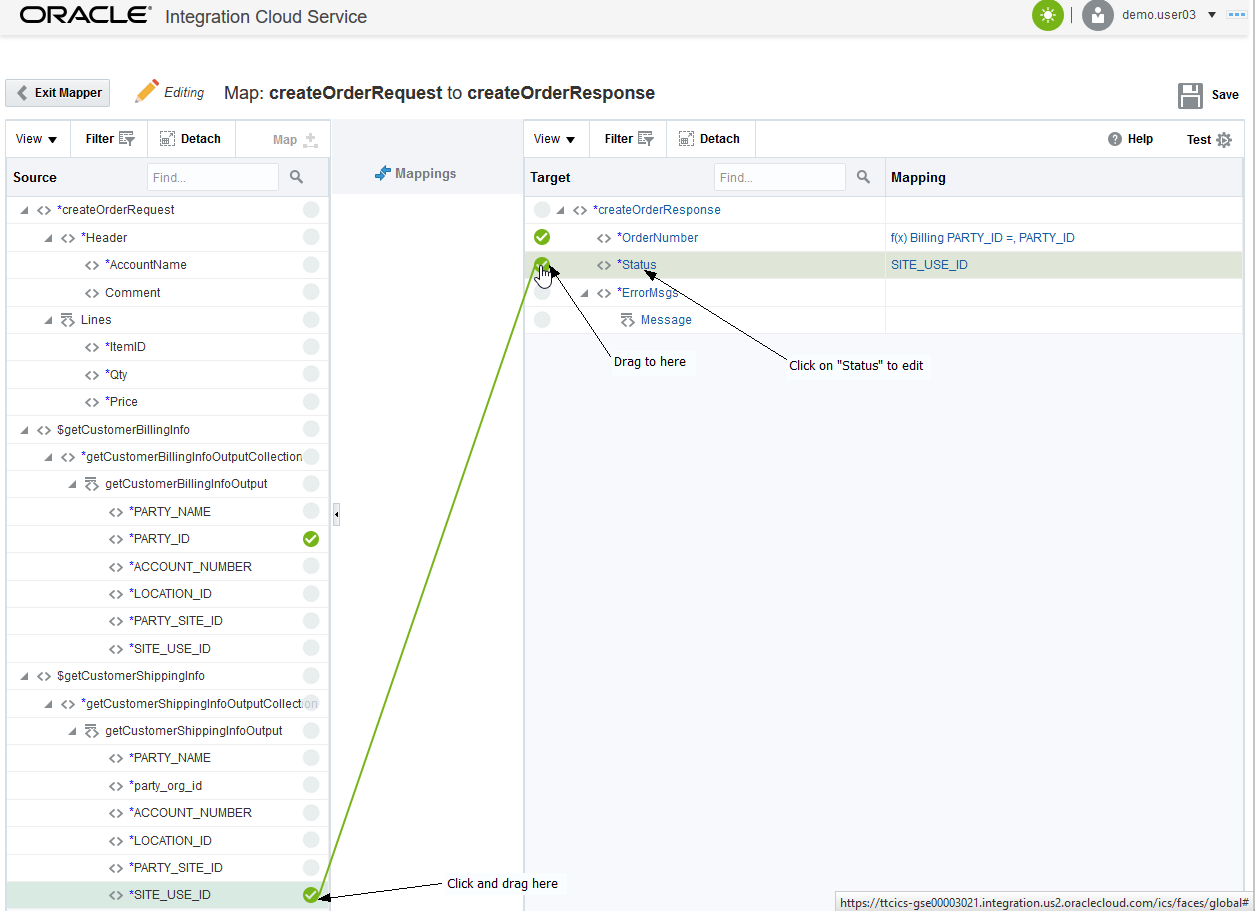 ORACLE® Integration Cloud Service
demo.user03
Exit Mapper
Editing
Map: createOrderRequest to createOrderResponse
Save
View Filter Detach Map
Mappings
View Filter Detach
Help Test
Source Find...
Target Find... Mapping
*createOrderRequest
*Header
*AccountName
Comment
Lines
*ItemID
*Qty
*Price
$getCustomerBillingInfo
*getCustomerBillingInfoOutputCollection
getCustomerBillingInfoOutput
*PARTY_NAME
*PARTY_ID
*ACCOUNT_NUMBER
*LOCATION_ID
*PARTY_SITE_ID
*SITE_USE_ID
$getCustomerShippingInfo
*getCustomerShippingInfoOutputCollection
getCustomerShippingInfoOutput
*PARTY_NAME
*party_org_id
*ACCOUNT_NUMBER
*LOCATION_ID
*PARTY_SITE_ID
*SITE_USE_ID
*createOrderResponse
*OrderNumber f(x) Billing PARTY_ID =, PARTY_ID
*Status SITE_USE_ID
*ErrorMsgs
Message
Drag to here
Click on "Status" to edit
Click and drag here
https://ttcics-gse00003021.integration.us2.oraclecloud.com/ics/faces/global#